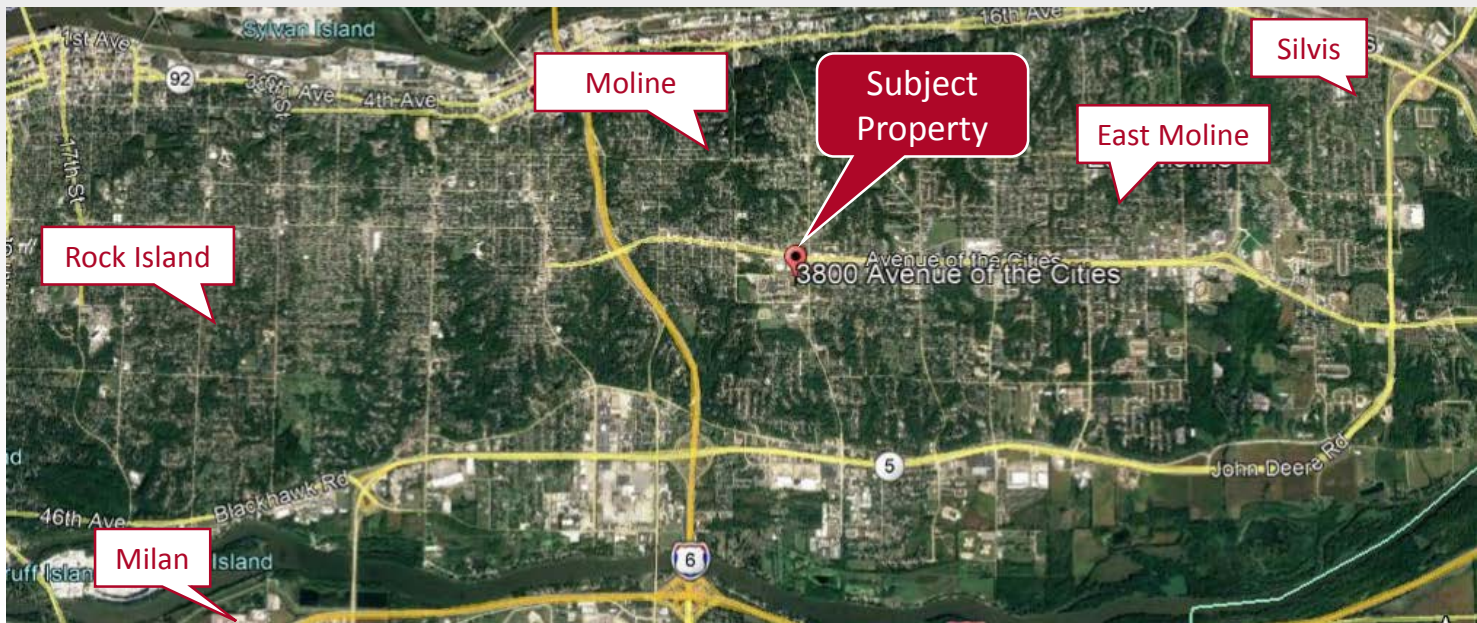 Sylvan Island
16th Ave
1st Ave
92
4th Ave
17th St
Moline
Subject
Property
Silvis
East Moline
Rock Island
Avenue of the Cities
3800 Avenue of the Cities
5
John Deere Rd
Blackhawk Rd
46th Ave
Milan
Island
6